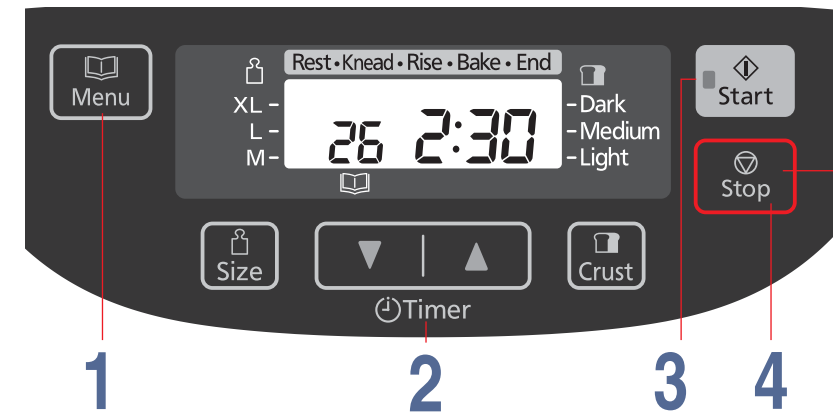 Rest • Knead • Rise • Bake • End
Menu
XL
L
M
26 2:30
Dark
Medium
Light
Start
Stop
Size
Timer
Crust
1
2
3
4